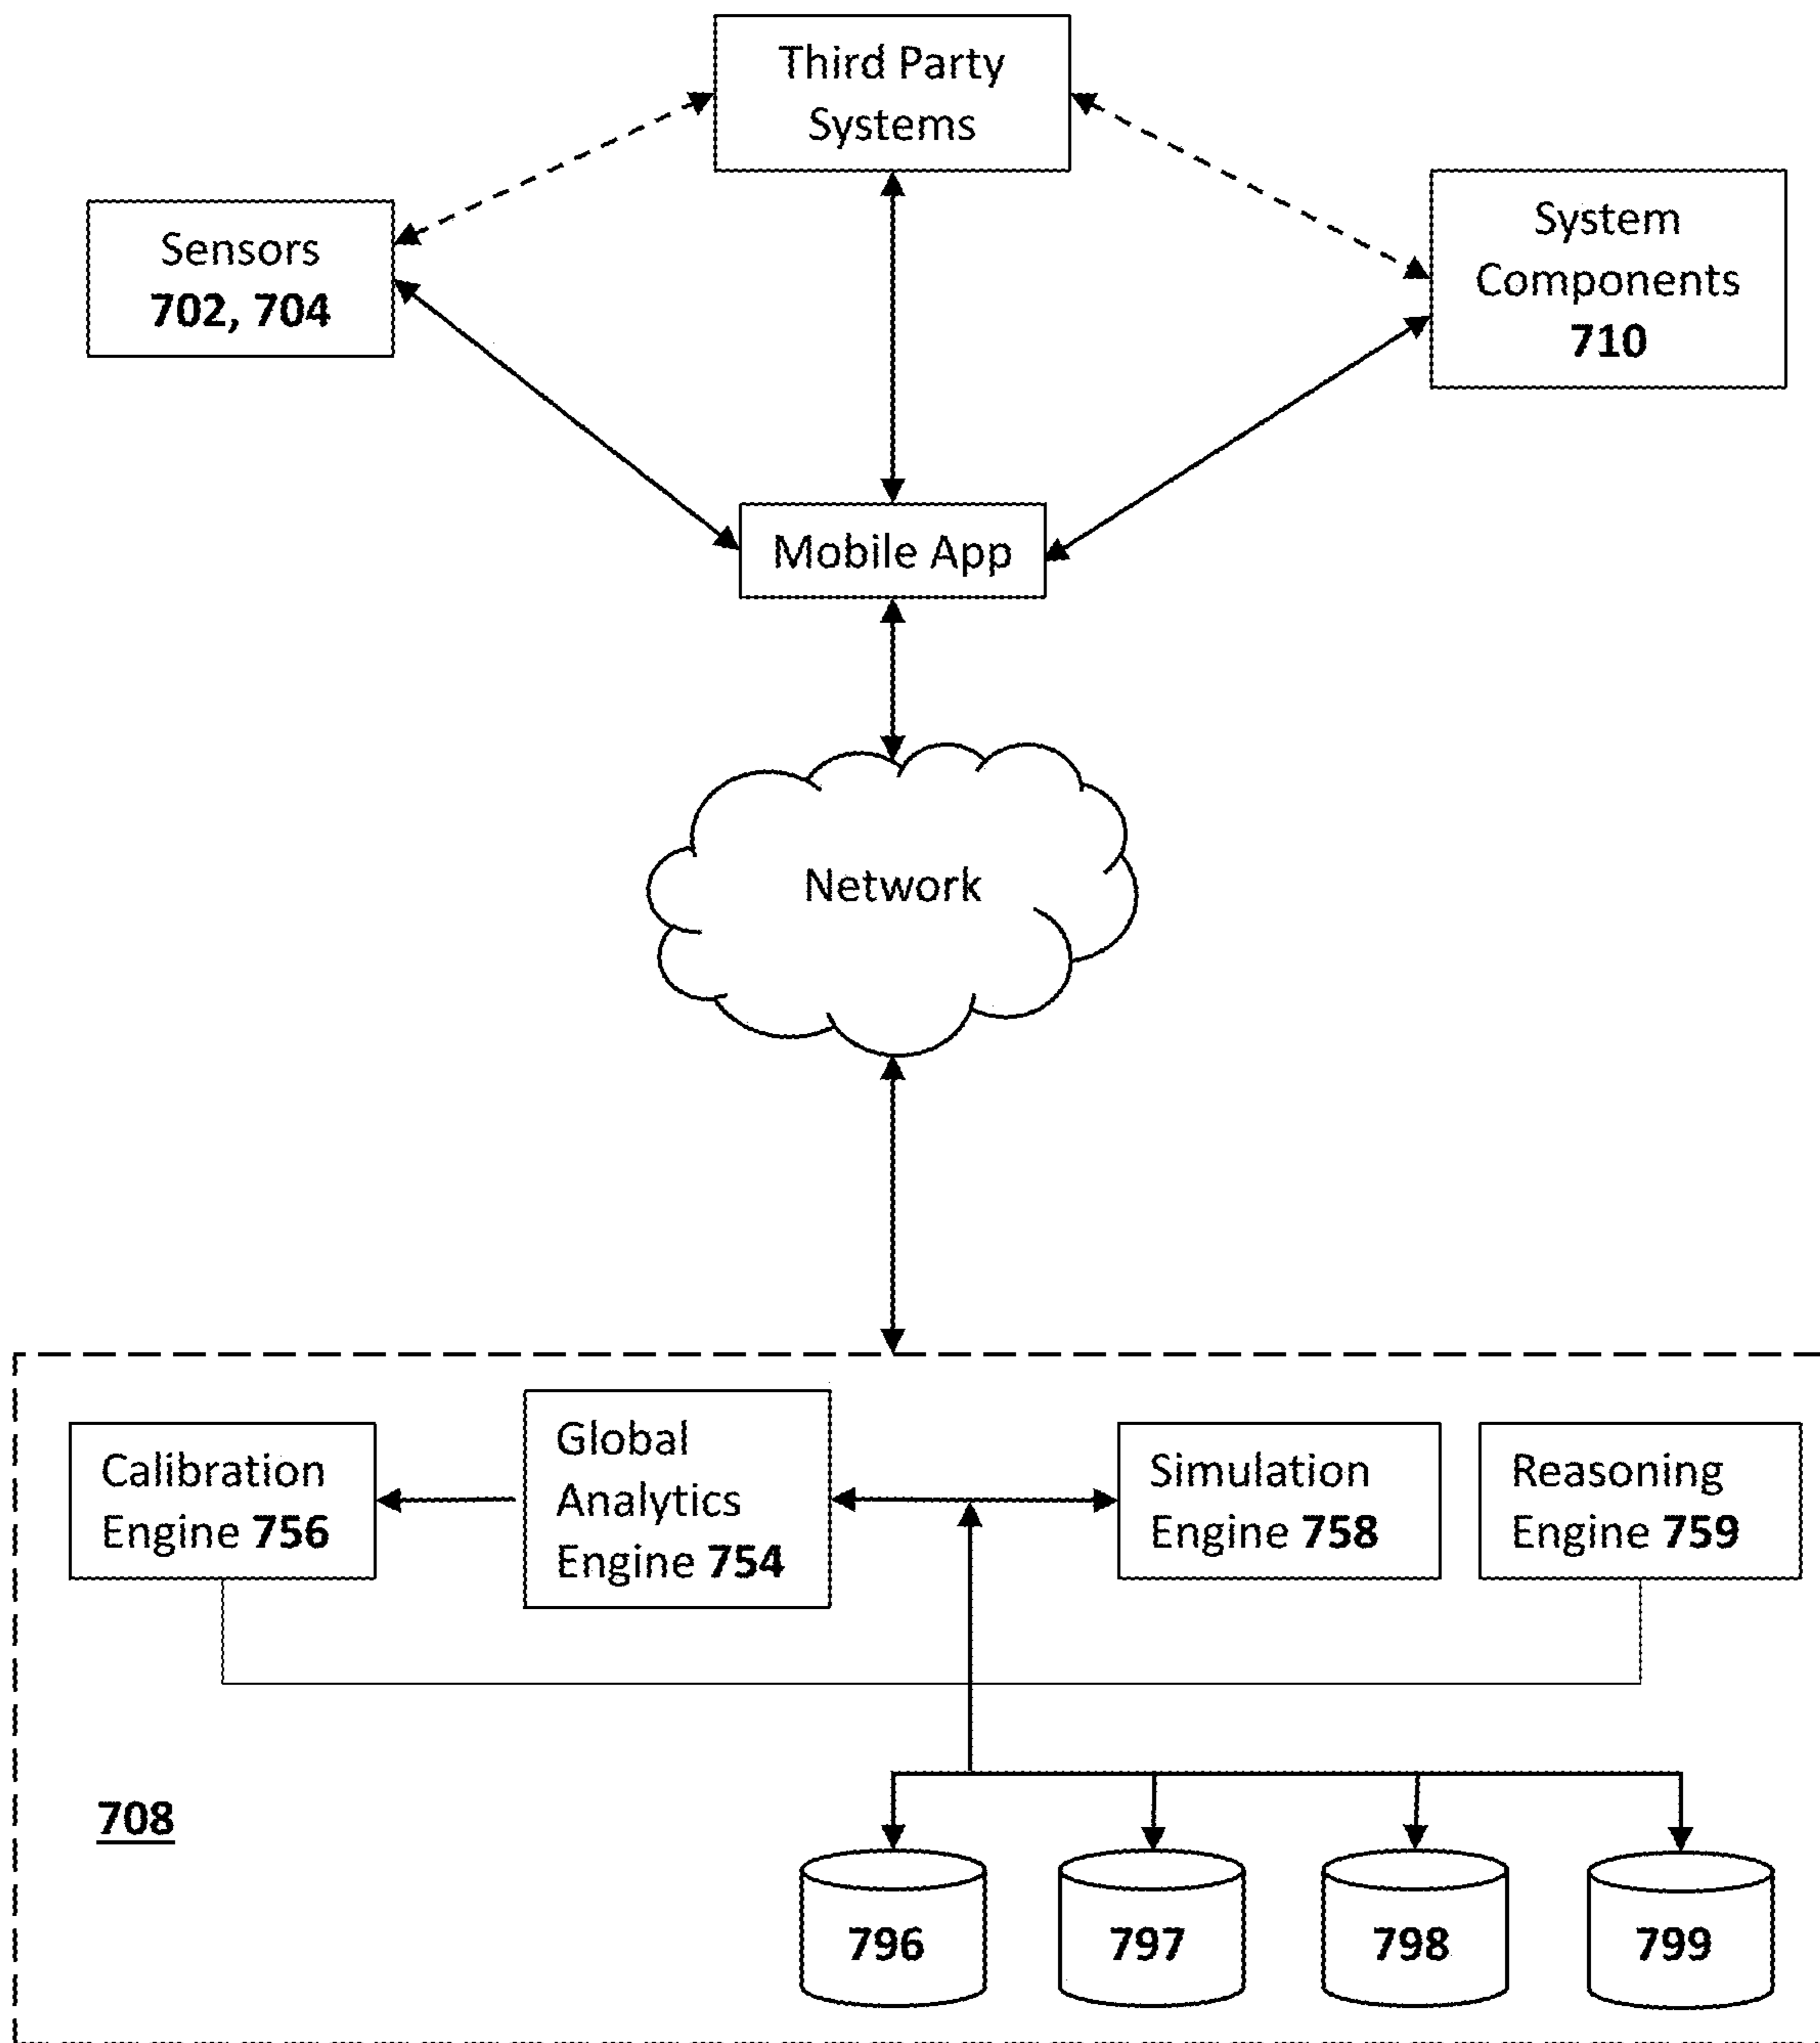 Third Party
Systems
Sensors
702, 704
System
Components
710
Mobile App
Network
Calibration
Engine 756
Global
Analytics
Engine 754
Simulation
Engine 758
Reasoning
Engine 759
708
796
797
798
799